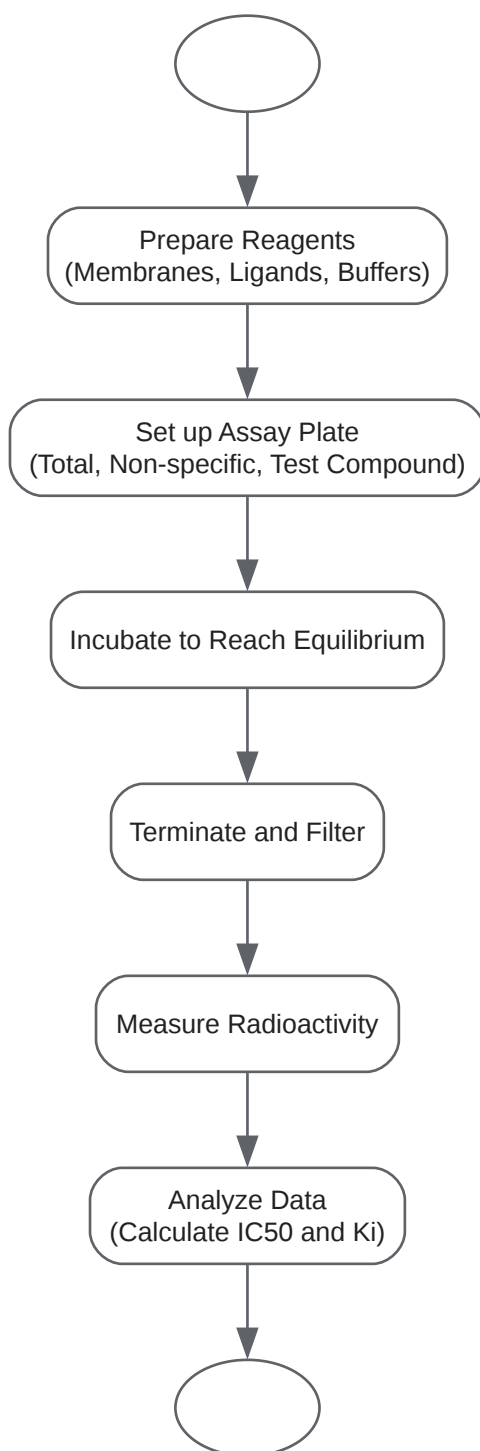 Prepare Reagents
(Membranes, Ligands, Buffers)
Set up Assay Plate
(Total, Non-specific, Test Compound)
Incubate to Reach Equilibrium
Terminate and Filter
Measure Radioactivity
Analyze Data
(Calculate IC50 and Ki)